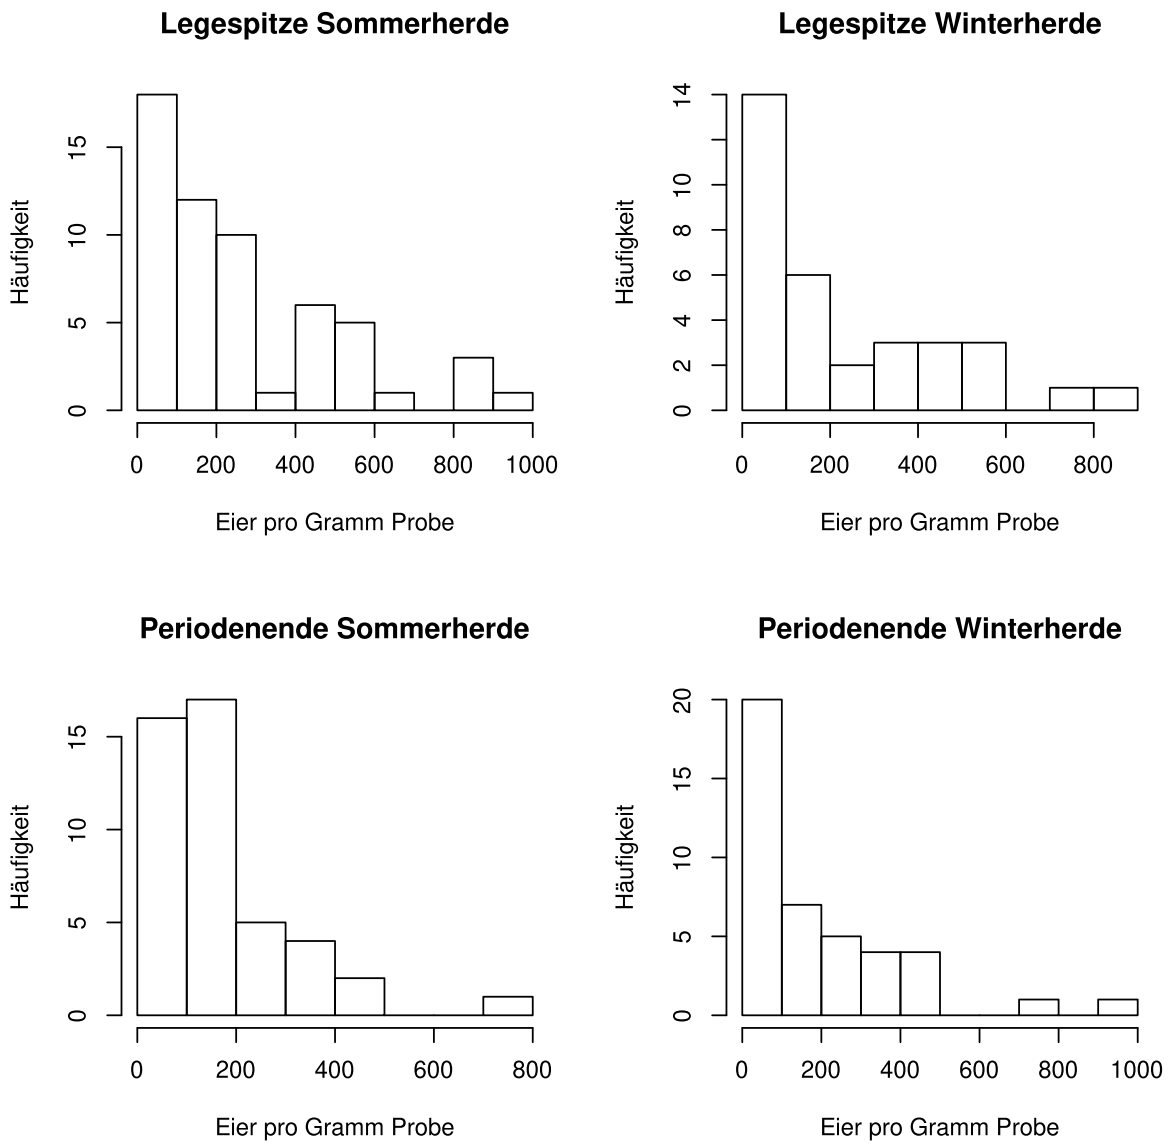 Legespitze Sommerherde
Häufigkeit
15
10
5
0
0 200 400 600 800 1000
Eier pro Gramm Probe
Legespitze Winterherde
Häufigkeit
14
10
8
6
4
2
0
0 200 400 600 800
Eier pro Gramm Probe
Periodenende Sommerherde
Häufigkeit
15
10
5
0
0 200 400 600 800
Eier pro Gramm Probe
Periodenende Winterherde
Häufigkeit
20
15
10
5
0
0 200 400 600 800 1000
Eier pro Gramm Probe